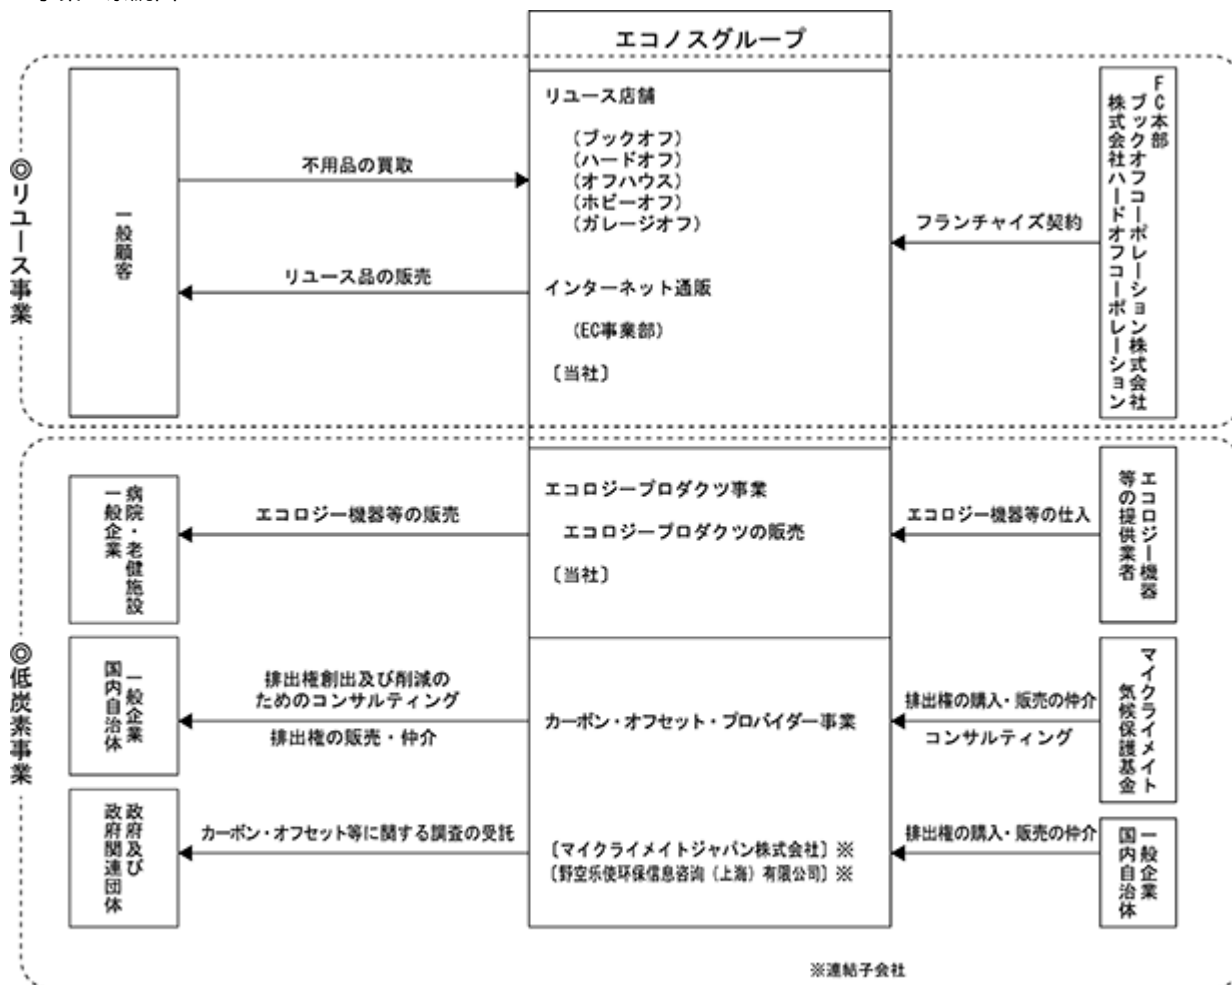 エコノスグループ
◎リユース事業
一般顧客
不用品の買取
リユース品の販売
リユース店舗
(ブックオフ)
(ハードオフ)
(オフハウス)
(ホビーオフ)
(ガレージオフ)
インターネット通販
(EC事業部)
〔当社〕
フランチャイズ契約
FC本部
ブックオフコーポレーション株式会社
株式会社ハードオフコーポレーション
◎低炭素事業
病院・老健施設
一般企業
エコロジー機器等の販売
エコロジープロダクツ事業
エコロジープロダクツの販売
〔当社〕
エコロジー機器等の仕入
エコロジー機器
等の提供業者
一般企業
国内自治体
排出権創出及び削減の
ためのコンサルティング
排出権の販売・仲介
カーボン・オフセット・プロバイダー事業
排出権の購入・販売の仲介
コンサルティング
マイクライメイト
気候保護基金
政府及び
政府関連団体
カーボン・オフセット等に関する調査の受託
〔マイクライメイトジャパン株式会社〕※
〔野空乐使环保信息咨询(上海)有限公司〕※
排出権の購入・販売の仲介
一般企業
国内自治体
※連結子会社